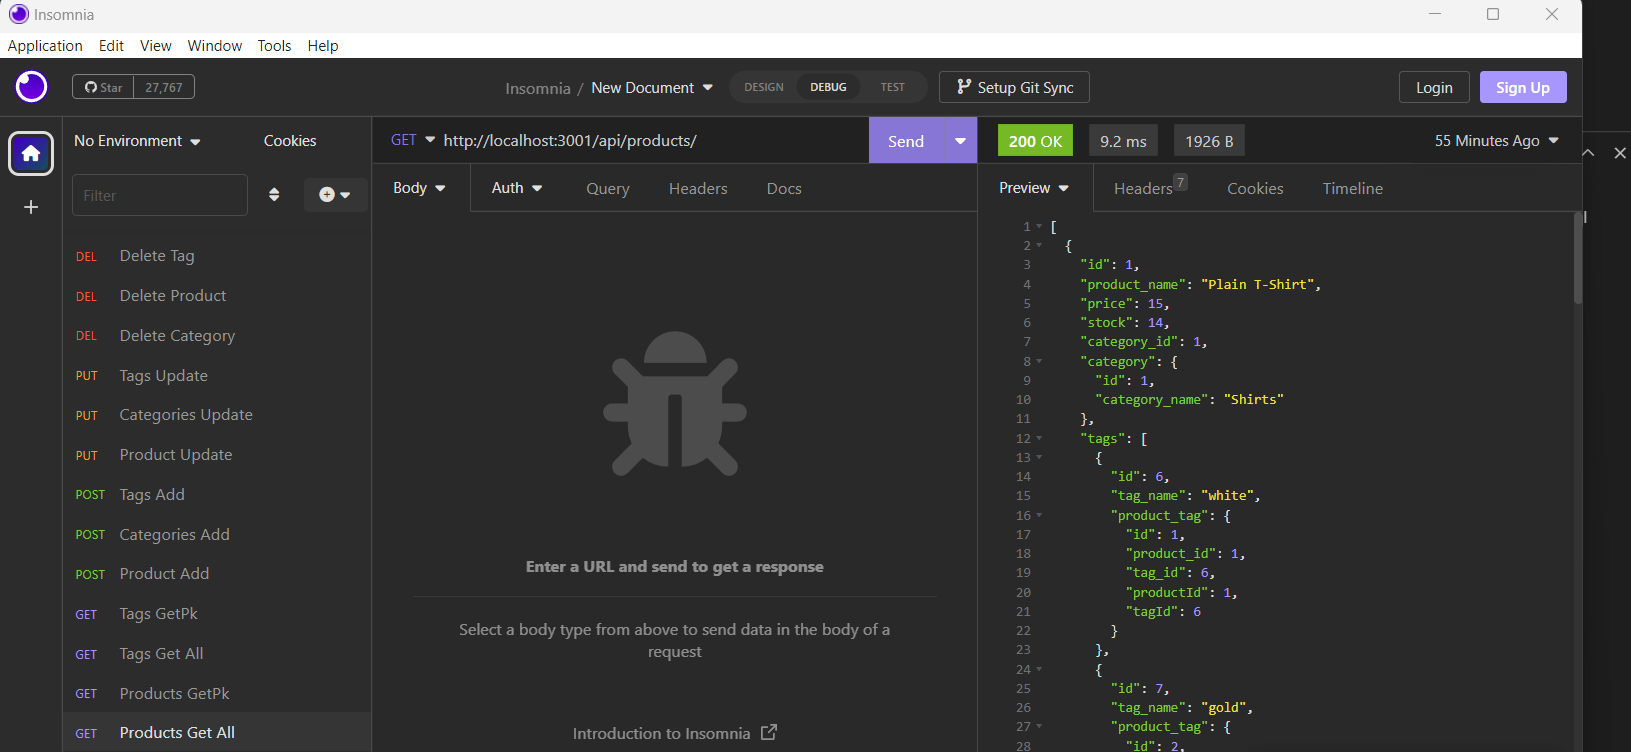 Insomnia
Application Edit View Window Tools Help
Star 27,767
Insomnia / New Document
DESIGN DEBUG TEST
Setup Git Sync
Login Sign Up
No Environment Cookies
Filter
DEL Delete Tag
DEL Delete Product
DEL Delete Category
PUT Tags Update
PUT Categories Update
PUT Product Update
POST Tags Add
POST Categories Add
POST Product Add
GET Tags GetPk
GET Tags Get All
GET Products GetPk
GET Products Get All
GET http://localhost:3001/api/products/ Send
Body Auth Query Headers Docs
Enter a URL and send to get a response
Select a body type from above to send data in the body of a
request
Introduction to Insomnia
200 OK 9.2 ms 1926 B 55 Minutes Ago
Preview Headers 7 Cookies Timeline
1 [
2 {
3 "id": 1,
4 "product_name": "Plain T-Shirt",
5 "price": 15,
6 "stock": 14,
7 "category_id": 1,
8 "category": {
9 "id": 1,
10 "category_name": "Shirts"
11 },
12 "tags": [
13 {
14 "id": 6,
15 "tag_name": "white",
16 "product_tag": {
17 "id": 1,
18 "product_id": 1,
19 "tag_id": 6,
20 "productId": 1,
21 "tagId": 6
22 }
23 },
24 {
25 "id": 7,
26 "tag_name": "gold",
27 "product_tag": {
28 "id": 2,